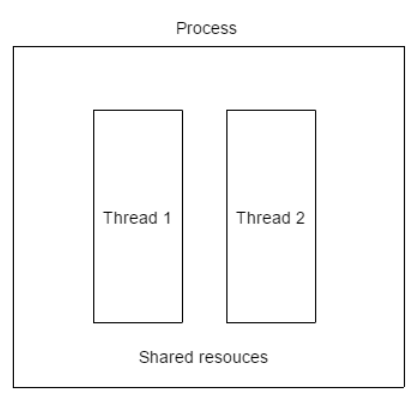 Process
Thread 1
Thread 2
Shared resouces